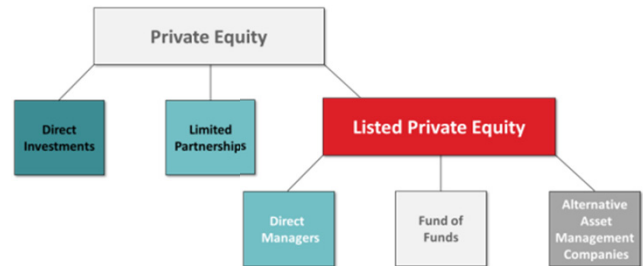 Private Equity
Direct
Investments
Limited
Partnerships
Listed Private Equity
Direct
Managers
Fund of
Funds
Alternative
Asset
Management
Companies